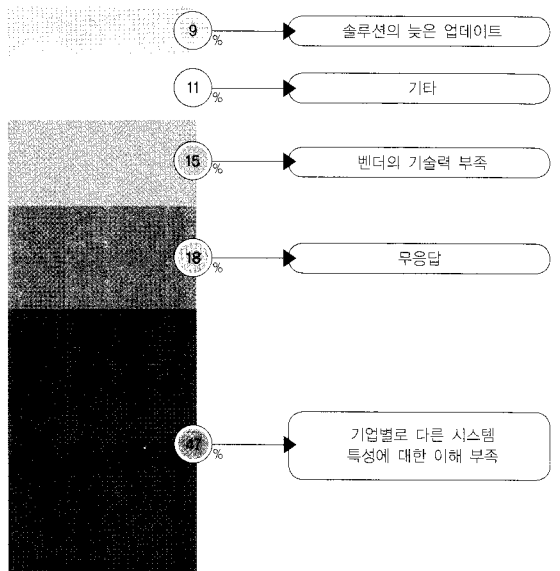 9 %
솔루션의 늦은 업데이트
11 %
기타
15 %
벤더의 기술력 부족
18 %
무응답
47 %
기업별로 다른 시스템
특성에 대한 이해 부족